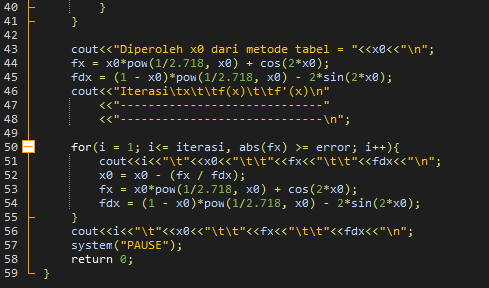 40 }
41 }
42
43 cout<<"Diperoleh x0 dari metode tabel = "<<x0<<"\n";
44 fx = x0*pow(1/2.718, x0) + cos(2*x0);
45 fdx = (1 - x0)*pow(1/2.718, x0) - 2*sin(2*x0);
46 cout<<"Iterasi\tx\t\tf(x)\t\tf'(x)\n"
47 <<"-------------------------------"
48 <<"-------------------------------\n";
49
50 for(i = 1; i<= iterasi, abs(fx) >= error; i++){
51 cout<<i<<"\t"<<x0<<"\t\t"<<fx<<"\t\t"<<fdx<<"\n";
52 x0 = x0 - (fx / fdx);
53 fx = x0*pow(1/2.718, x0) + cos(2*x0);
54 fdx = (1 - x0)*pow(1/2.718, x0) - 2*sin(2*x0);
55 }
56 cout<<i<<"\t"<<x0<<"\t\t"<<fx<<"\t\t"<<fdx<<"\n";
57 system("PAUSE");
58 return 0;
59 }